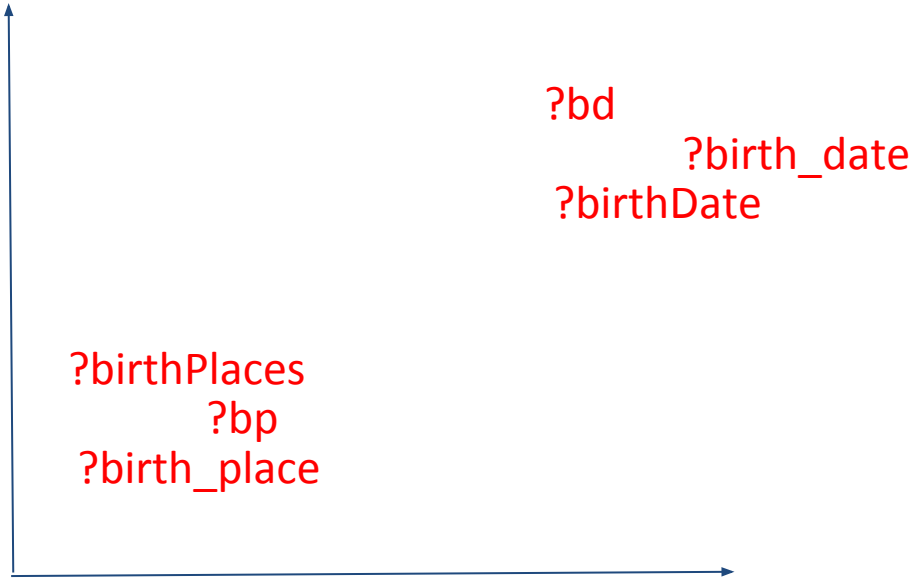 ?bd
?birth_date
?birthDate
?birthPlaces
?bp
?birth_place